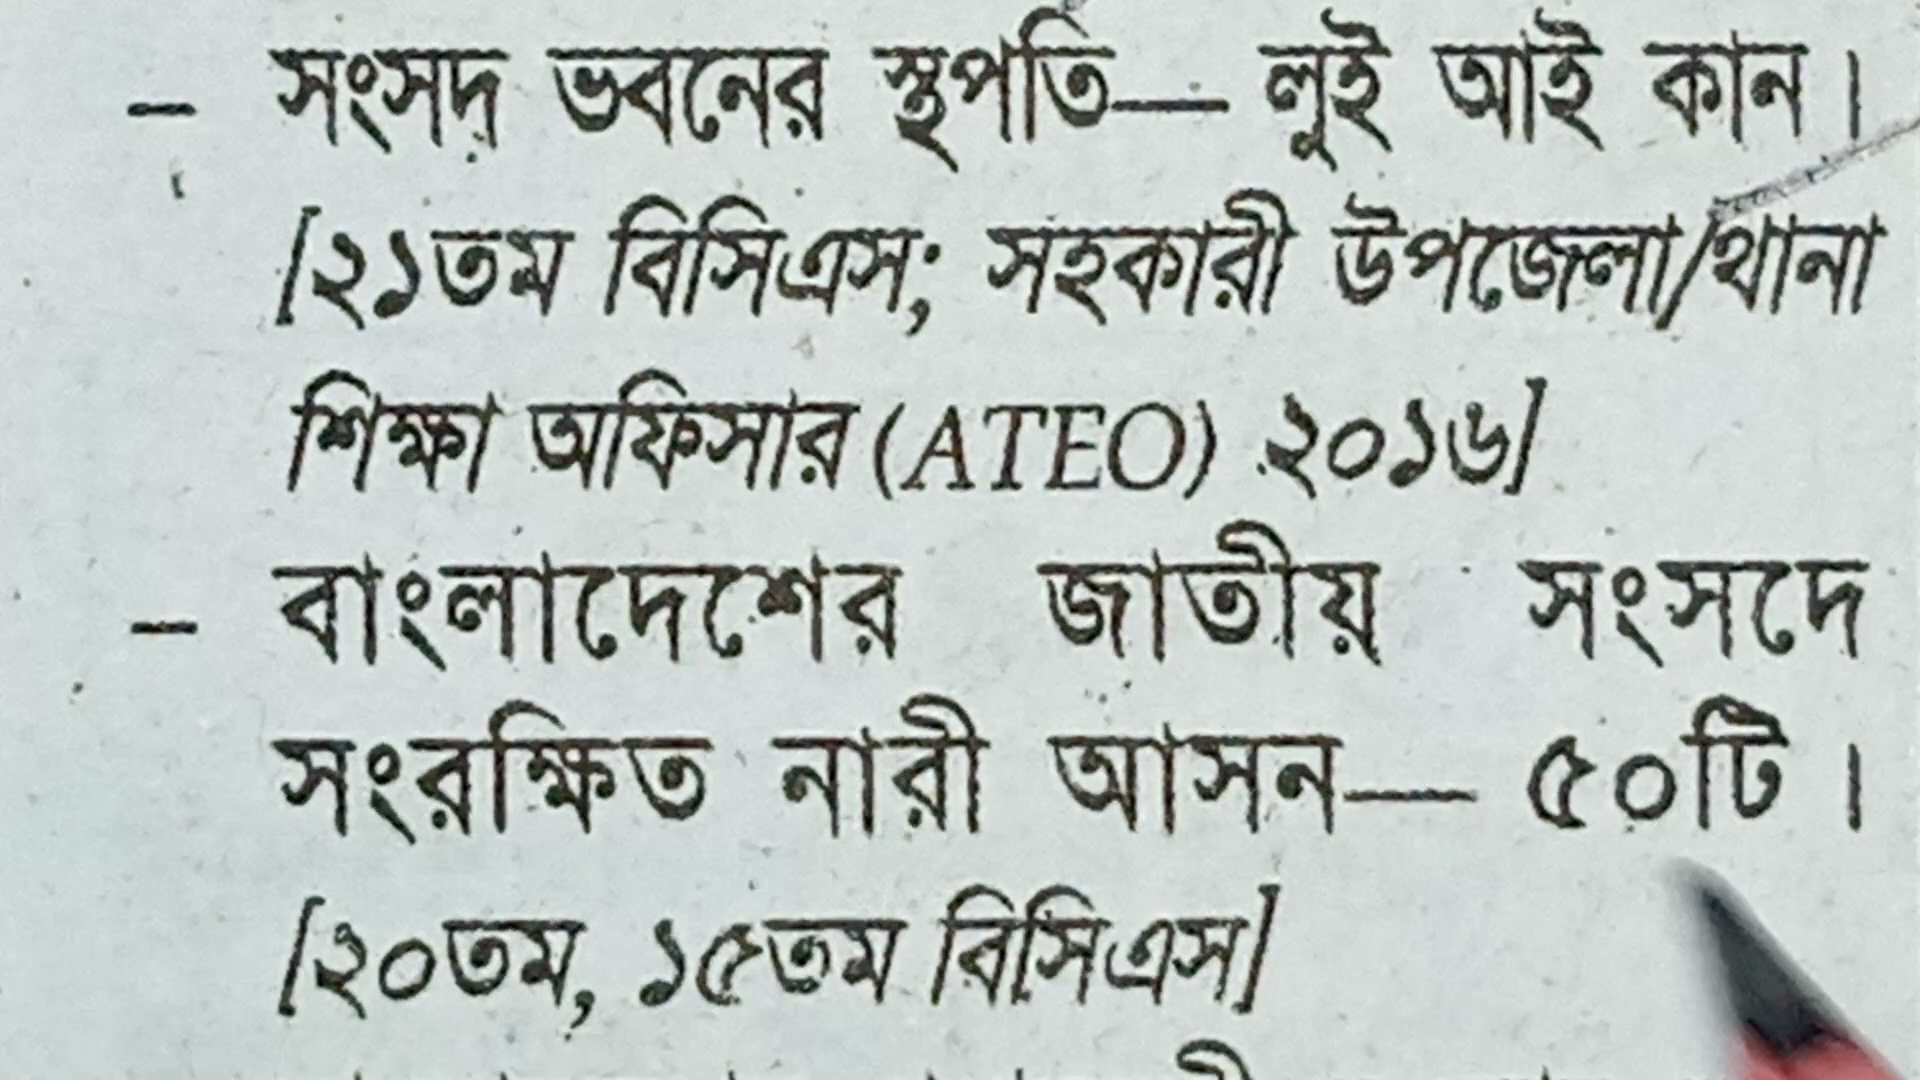 – সংসদ ভবনের স্থপতি— লুই আই কান।
[২১তম বিসিএস; সহকারী উপজেলা/থানা
শিক্ষা অফিসার (ATEO) ২০১৬]
– বাংলাদেশের জাতীয় সংসদে
সংরক্ষিত নারী আসন— ৫০টি।
[২০তম, ১৫তম বিসিএস]